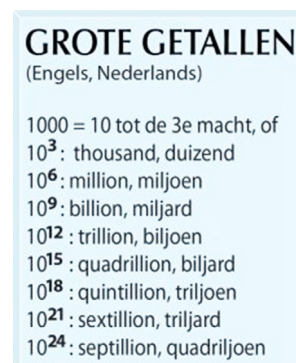 GROTE GETALLEN
(Engels, Nederlands)
1000 = 10 tot de 3e macht, of
10³ : thousand, duizend
10⁶ : million, miljoen
10⁹ : billion, miljard
10¹² : trillion, biljoen
10¹⁵ : quadrillion, biljard
10¹⁸ : quintillion, triljoen
10²¹ : sextillion, triljard
10²⁴ : septillion, quadriljoen